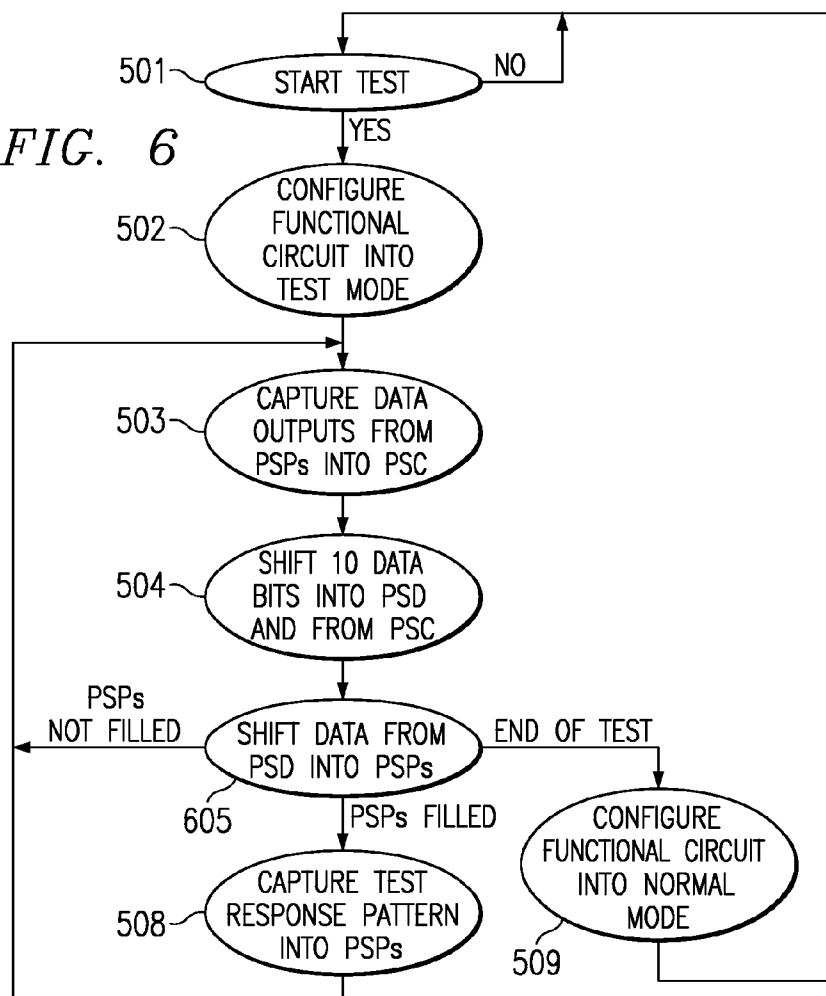 501
START TEST
NO
FIG. 6
YES
502
CONFIGURE
FUNCTIONAL
CIRCUIT INTO
TEST MODE
503
CAPTURE DATA
OUTPUTS FROM
PSPs INTO PSC
504
SHIFT 10 DATA
BITS INTO PSD
AND FROM PSC
PSPs
NOT FILLED
SHIFT DATA FROM
PSD INTO PSPs
END OF TEST
605
PSPs FILLED
508
CAPTURE TEST
RESPONSE PATTERN
INTO PSPs
CONFIGURE
FUNCTIONAL CIRCUIT
INTO NORMAL
MODE
509